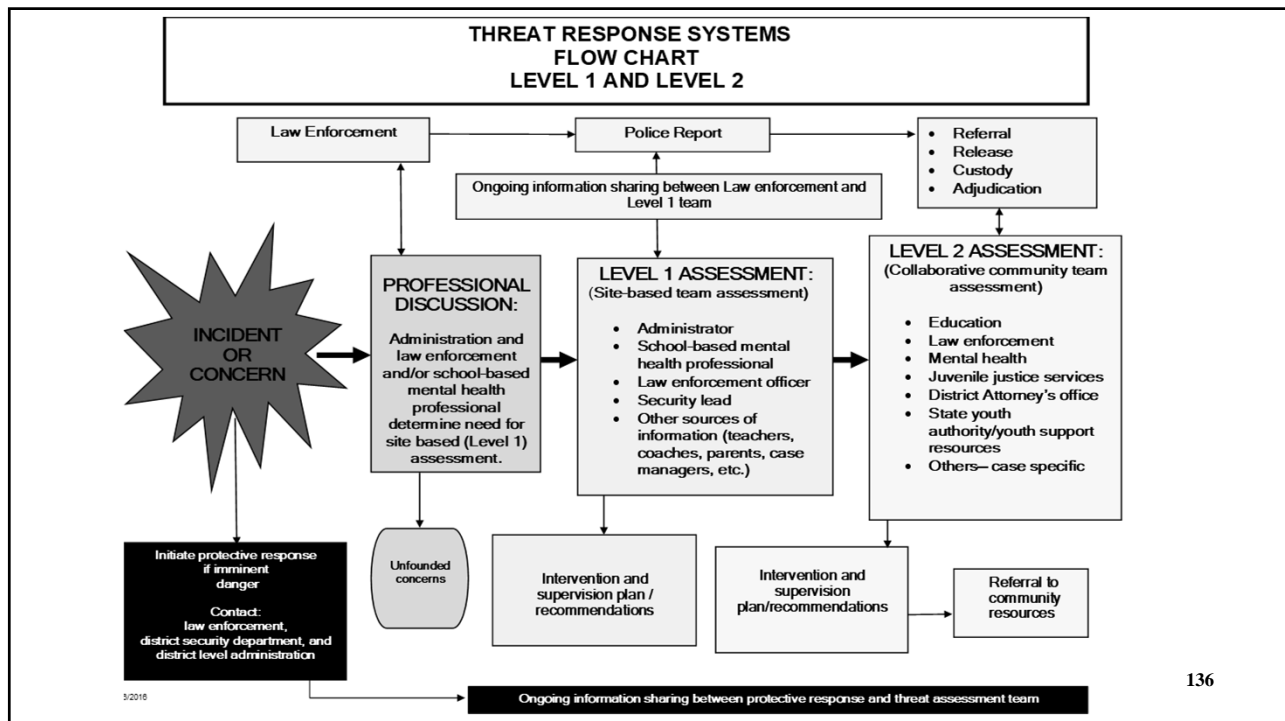 THREAT RESPONSE SYSTEMS
FLOW CHART
LEVEL 1 AND LEVEL 2
Law Enforcement
Police Report
• Referral
• Release
• Custody
• Adjudication
Ongoing information sharing between Law enforcement and
Level 1 team
INCIDENT
OR
CONCERN
PROFESSIONAL
DISCUSSION:
Administration and
law enforcement
and/or school-based
mental health
professional
determine need for
site based (Level 1)
assessment.
LEVEL 1 ASSESSMENT:
(Site-based team assessment)
• Administrator
• School-based mental
health professional
• Law enforcement officer
• Security lead
• Other sources of
information (teachers,
coaches, parents, case
managers, etc.)
LEVEL 2 ASSESSMENT:
(Collaborative community team
assessment)
• Education
• Law enforcement
• Mental health
• Juvenile justice services
• District Attorney's office
• State youth
authority/youth support
resources
• Others– case specific
Initiate protective response
if imminent
danger
Contact:
law enforcement,
district security department, and
district level administration
Unfounded
concerns
Intervention and
supervision plan /
recommendations
Intervention and
supervision
plan/recommendations
Referral to
community
resources
/2016
Ongoing information sharing between protective response and threat assessment team
136